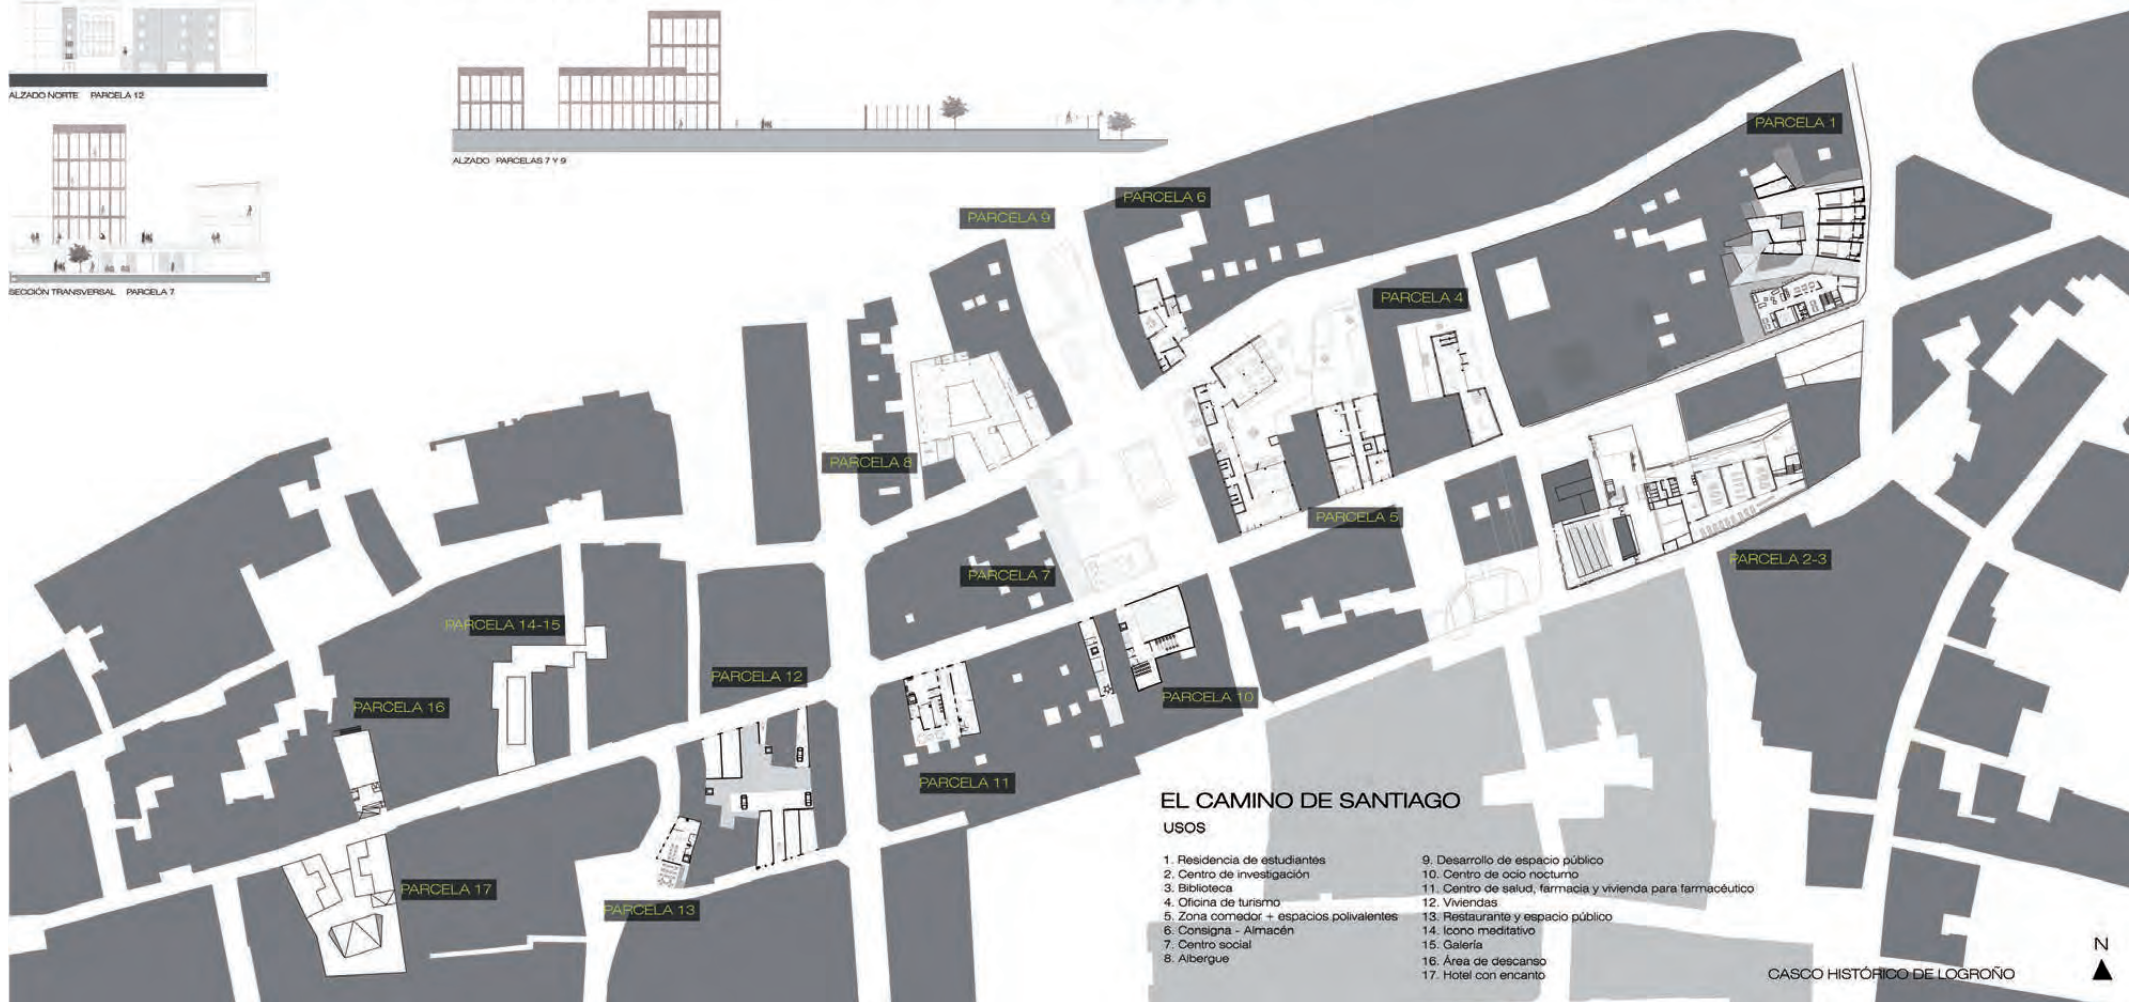 ALZADO NORTE PARCELA 12
ALZADO PARCELAS 7 Y 9
SECCIÓN TRANSVERSAL PARCELA 7
PARCELA 1
PARCELA 6
PARCELA 9
PARCELA 4
PARCELA 8
PARCELA 5
PARCELA 2-3
PARCELA 7
PARCELA 14-15
PARCELA 12
PARCELA 10
PARCELA 16
PARCELA 11
PARCELA 17
PARCELA 13
EL CAMINO DE SANTIAGO
USOS
1. Residencia de estudiantes
2. Centro de investigación
3. Biblioteca
4. Oficina de turismo
5. Zona comedor + espacios polivalentes
6. Consigna - Almacén
7. Centro social
8. Albergue
9. Desarrollo de espacio público
10. Centro de ocio nocturno
11. Centro de salud, farmacia y vivienda para farmacéutico
12. Viviendas
13. Restaurante y espacio público
14. Icono meditativo
15. Galería
16. Área de descanso
17. Hotel con encanto
N
CASCO HISTÓRICO DE LOGROÑO